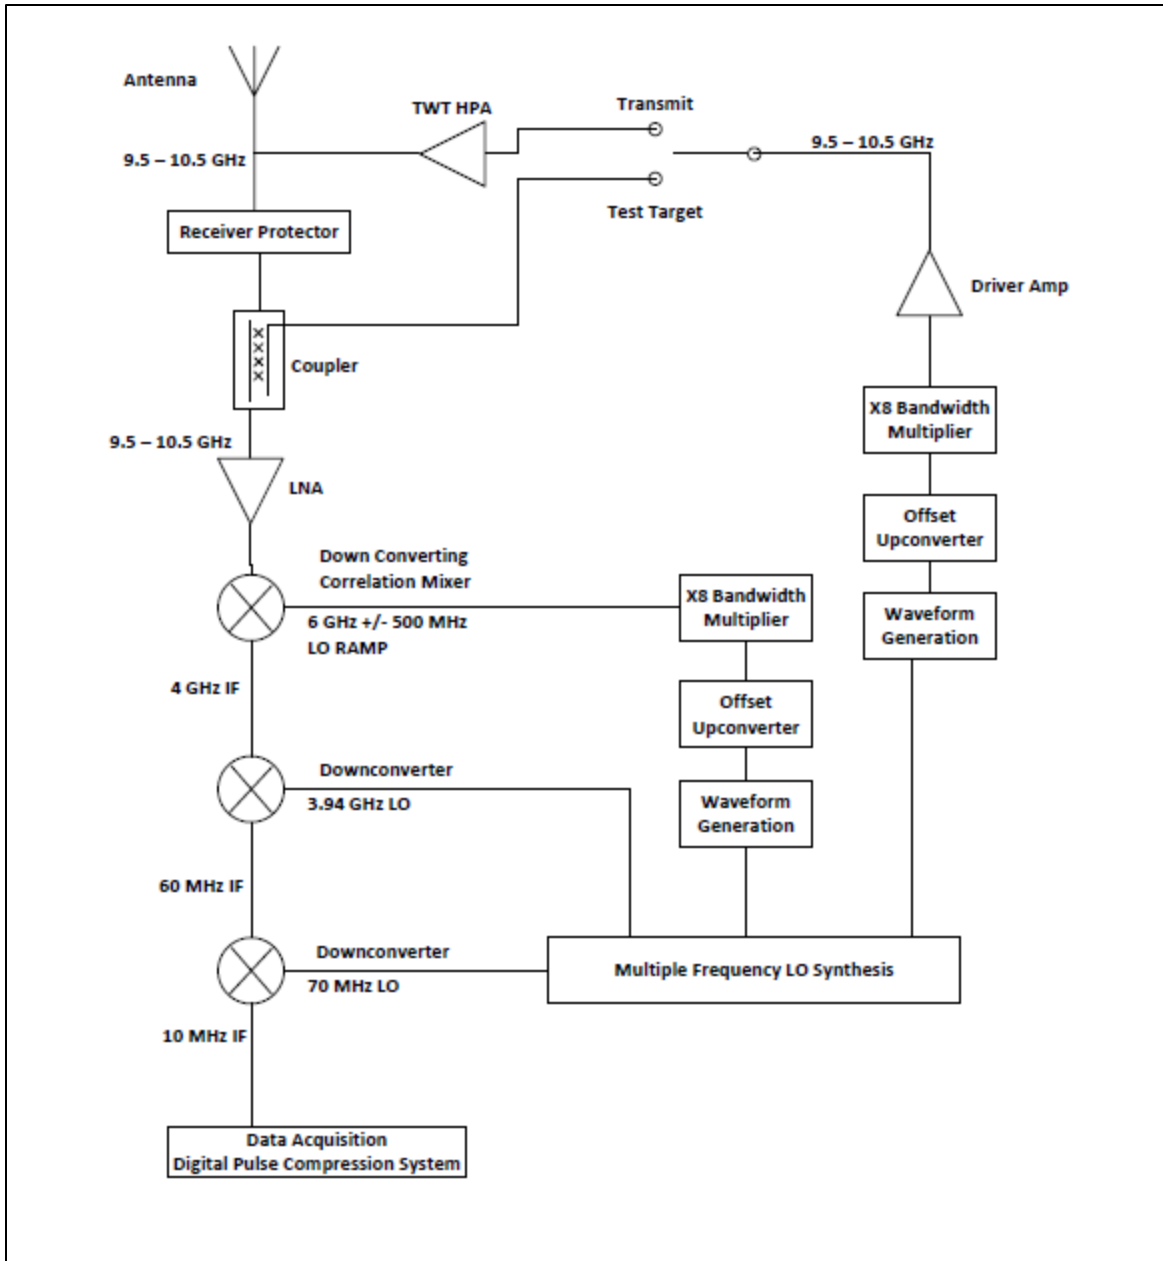 Antenna
TWT HPA
Transmit
9.5 – 10.5 GHz
9.5 – 10.5 GHz
Test Target
Receiver Protector
Driver Amp
Coupler
X8 Bandwidth
Multiplier
9.5 – 10.5 GHz
LNA
Offset
Upconverter
Down Converting
Correlation Mixer
6 GHz +/- 500 MHz
LO RAMP
X8 Bandwidth
Multiplier
Waveform
Generation
4 GHz IF
Offset
Upconverter
Downconverter
3.94 GHz LO
Waveform
Generation
60 MHz IF
Downconverter
70 MHz LO
Multiple Frequency LO Synthesis
10 MHz IF
Data Acquisition
Digital Pulse Compression System